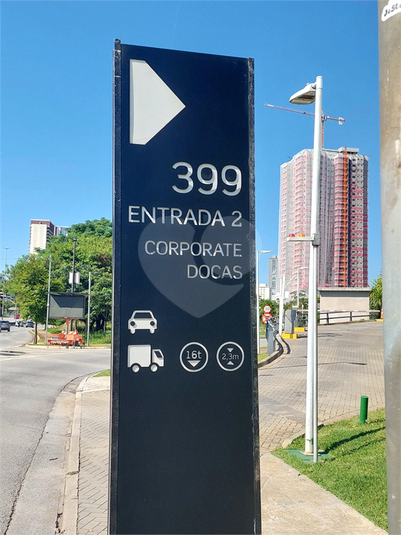 399
ENTRADA 2
CORPORATE
DOCAS
16t
2,3m